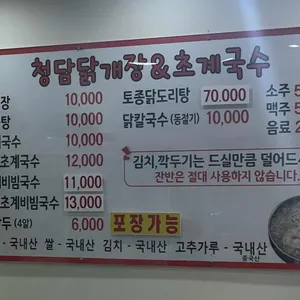 청담닭개장&초계국수
장 10,000
탕 10,000
국수 10,000
초계국수 12,000
비빔국수 11,000
초계비빔국수 13,000
두 (4알) 6,000
토종닭도리탕 70,000
닭칼국수 (동절기) 10,000
포장가능
소주 5
맥주 5
음료 2
김치,깍두기는 드실만큼 덜어드
잔반은 절대 사용하지 않습니다.
- 국내산 쌀 - 국내산 김치 - 국내산 고추가루 - 국내산
중국산